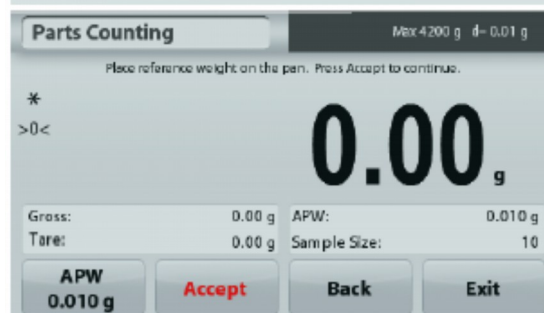 Parts Counting
Max 4200 g d= 0.01 g
Place reference weight on the pan. Press Accept to continue.
*
>0<
0.00 g
Gross: 0.00 g APW: 0.010 g
Tare: 0.00 g Sample Size: 10
APW 0.010 g
Accept
Back
Exit